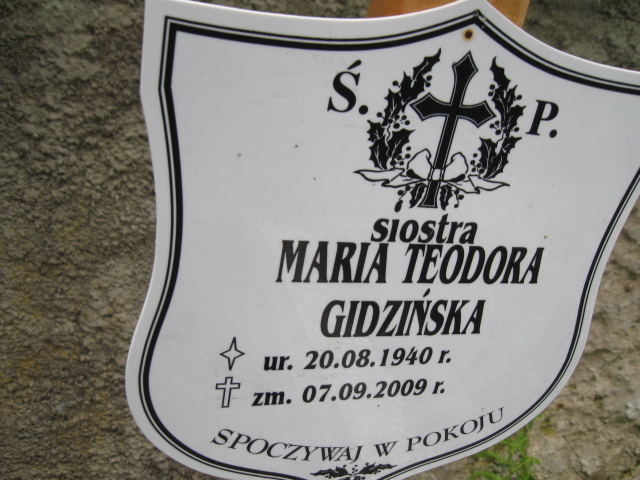 Ś. P.
siostra
MARIA TEODORA
GIDZIŃSKA
ur. 20.08.1940 r.
zm. 07.09.2009 r.
SPOCZYWAJ W POKOJU